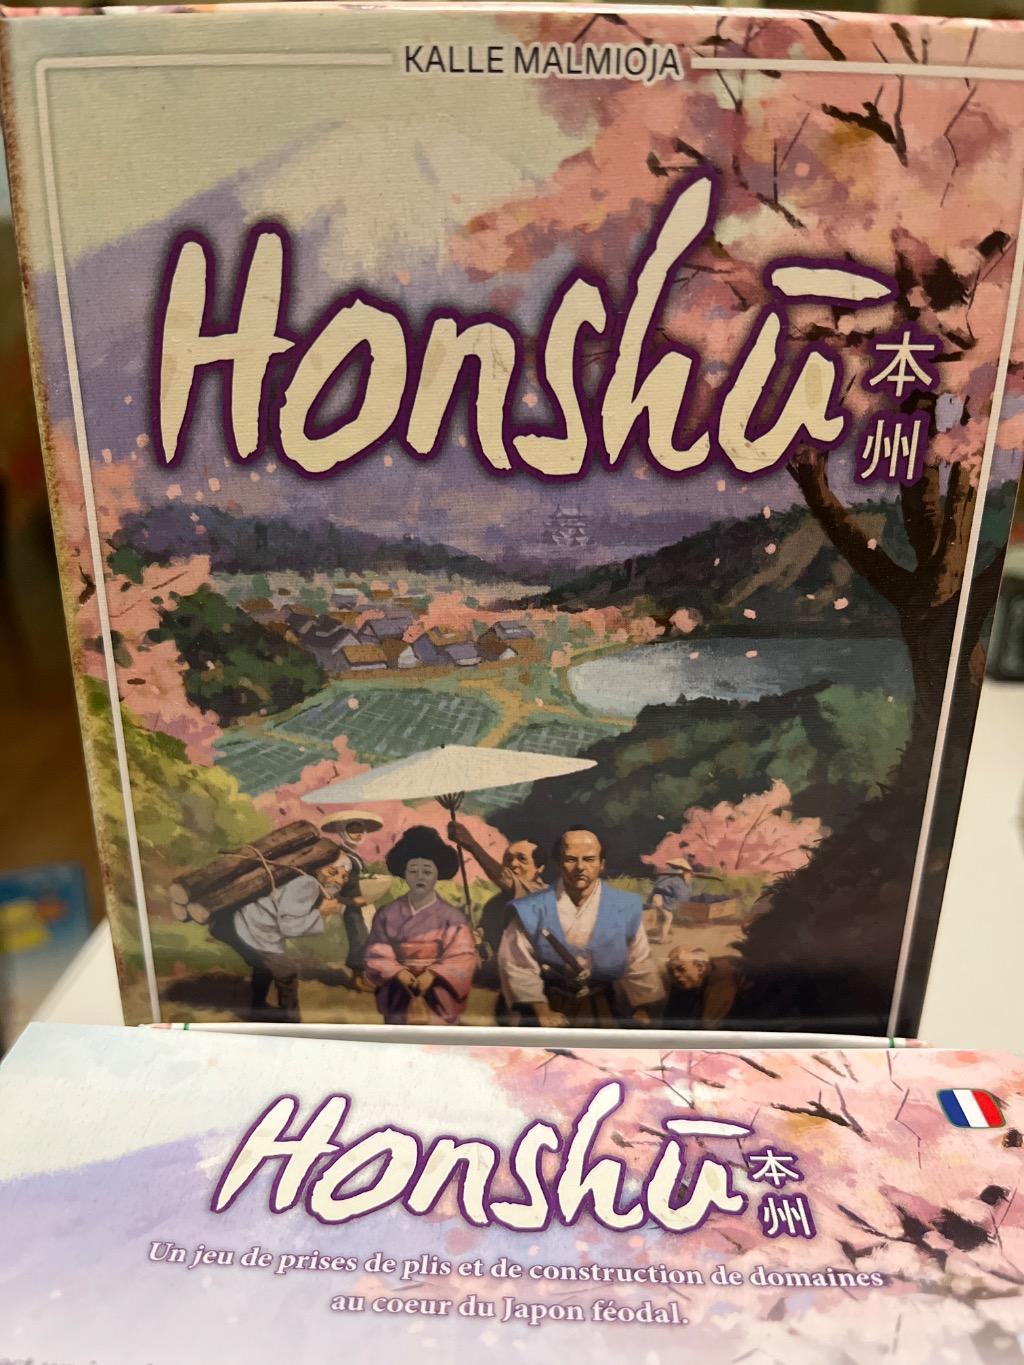 KALLE MALMIOJA
Honshū
本州
Honshū
本州
Un jeu de prises de plis et de construction de domaines
au coeur du Japon féodal.